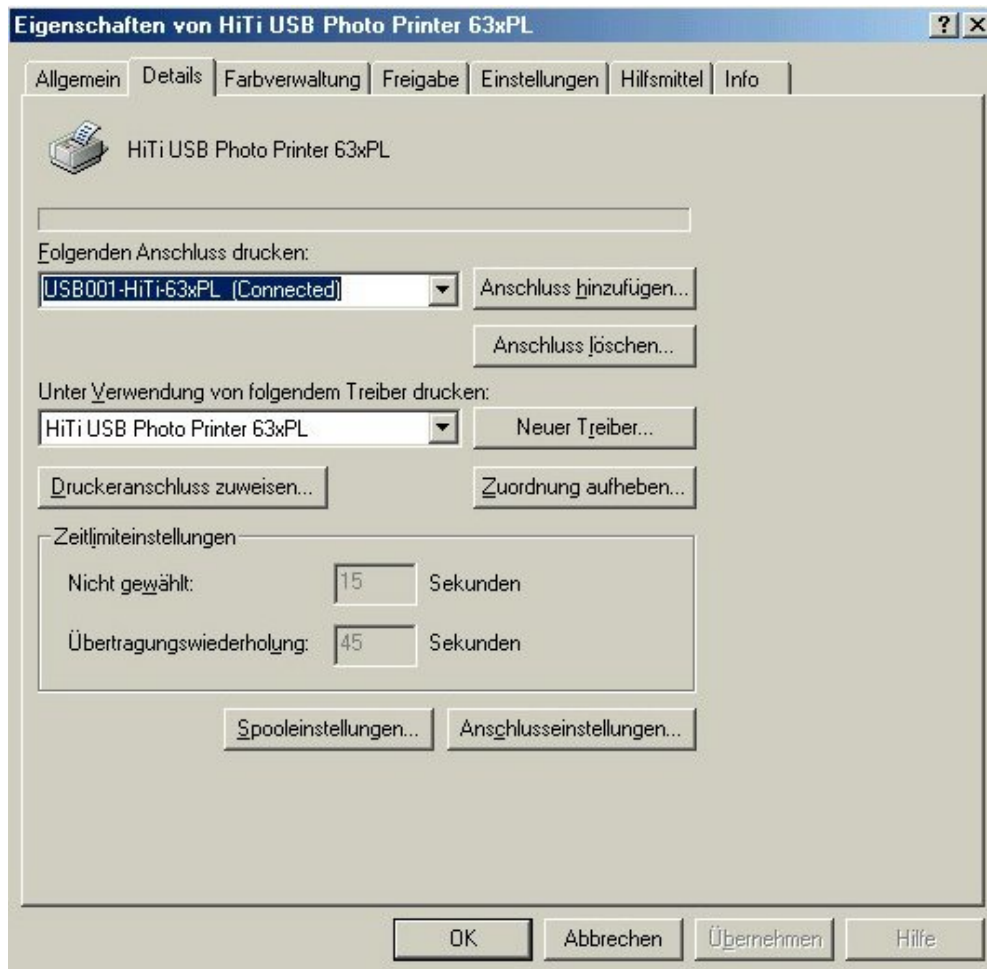 Eigenschaften von HiTi USB Photo Printer 63xPL
Allgemein Details Farbverwaltung Freigabe Einstellungen Hilfsmittel Info
HiTi USB Photo Printer 63xPL
Folgenden Anschluss drucken:
USB001-HiTi-63xPL (Connected) Anschluss hinzufügen...
Anschluss löschen...
Unter Verwendung von folgendem Treiber drucken:
HiTi USB Photo Printer 63xPL Neuer Treiber...
Druckeranschluss zuweisen... Zuordnung aufheben...
Zeitlimiteinstellungen
Nicht gewählt: 15 Sekunden
Übertragungswiederholung: 45 Sekunden
Spooleinstellungen... Anschlusseinstellungen...
OK Abbrechen Übernehmen Hilfe